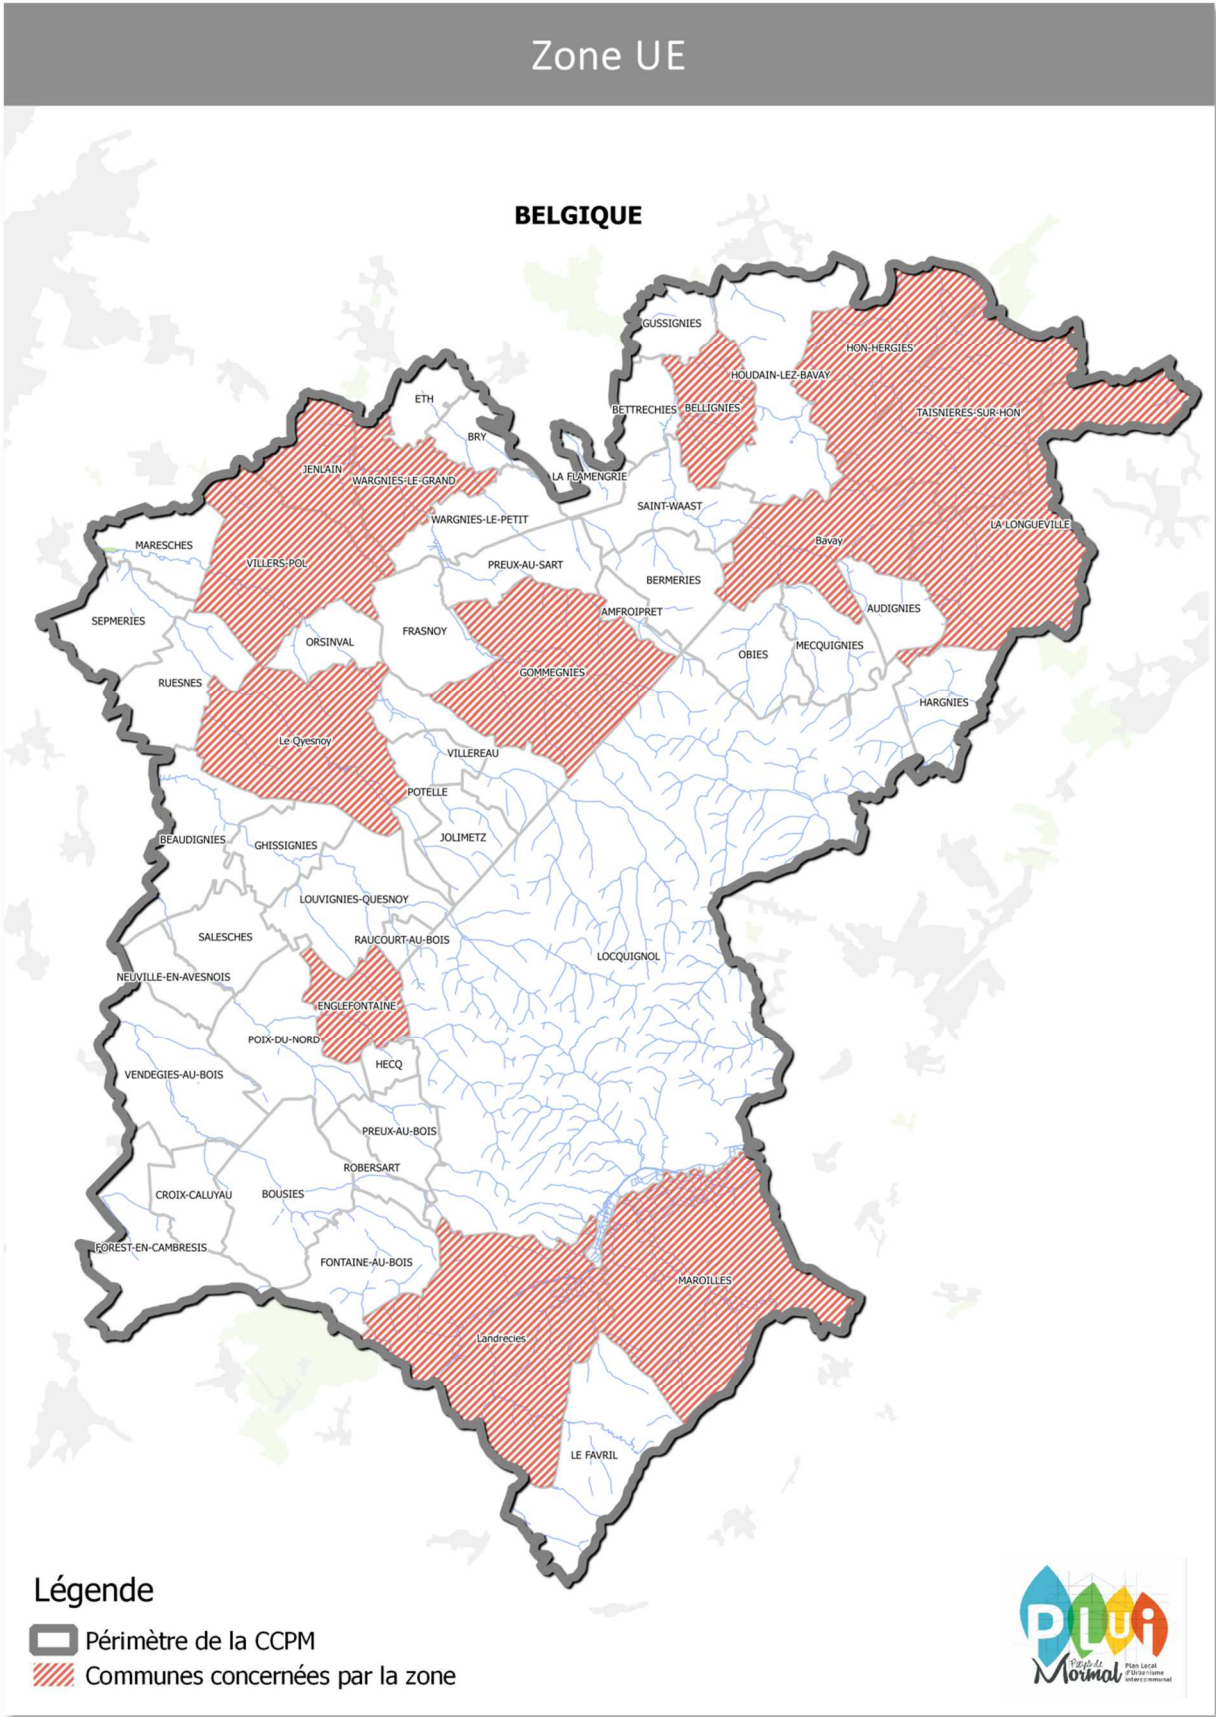 Zone UE
BELGIQUE
GUSSIGNIES
HON-HERGIES
HOUDAIN-LEZ-BAVAY
ETH
BETTRECHIES
BELLIGNIES
TAISNIERES-SUR-HON
BRY
JENLAIN
WARGNIES-LE-GRAND
LA FLAMENGRIE
SAINT-WAAST
WARGNIES-LE-PETIT
LA LONGUEVILLE
MARESCHES
Bavay
VILLERS-POL
PREUX-AU-SART
BERMERIES
SEPMERIES
AMFROIPRET
AUDIGNIES
FRASNOY
ORSINVAL
MECQUIGNIES
OBIES
GOMMEGNIES
RUESNES
HARGNIES
Le Qyesnoy
VILLEREAU
POTELLE
BEAUDIGNIES
GHISSIGNIES
JOLIMETZ
LOUVIGNIES-QUESNOY
SALESCHES
RAUCOURT-AU-BOIS
LOCQUIGNOL
NEUVILLE-EN-AVESNOIS
ENGLEFONTAINE
POIX-DU-NORD
HECQ
VENDEGIES-AU-BOIS
PREUX-AU-BOIS
ROBERSART
CROIX-CALUYAU
BOUSIES
FOREST-EN-CAMBRESIS
FONTAINE-AU-BOIS
MAROILLES
Landrecies
LE FAVRIL
Légende
Périmètre de la CCPM
Communes concernées par la zone
PLUi
Pays de
Mormal
Plan Local
d'Urbanisme
intercommunal